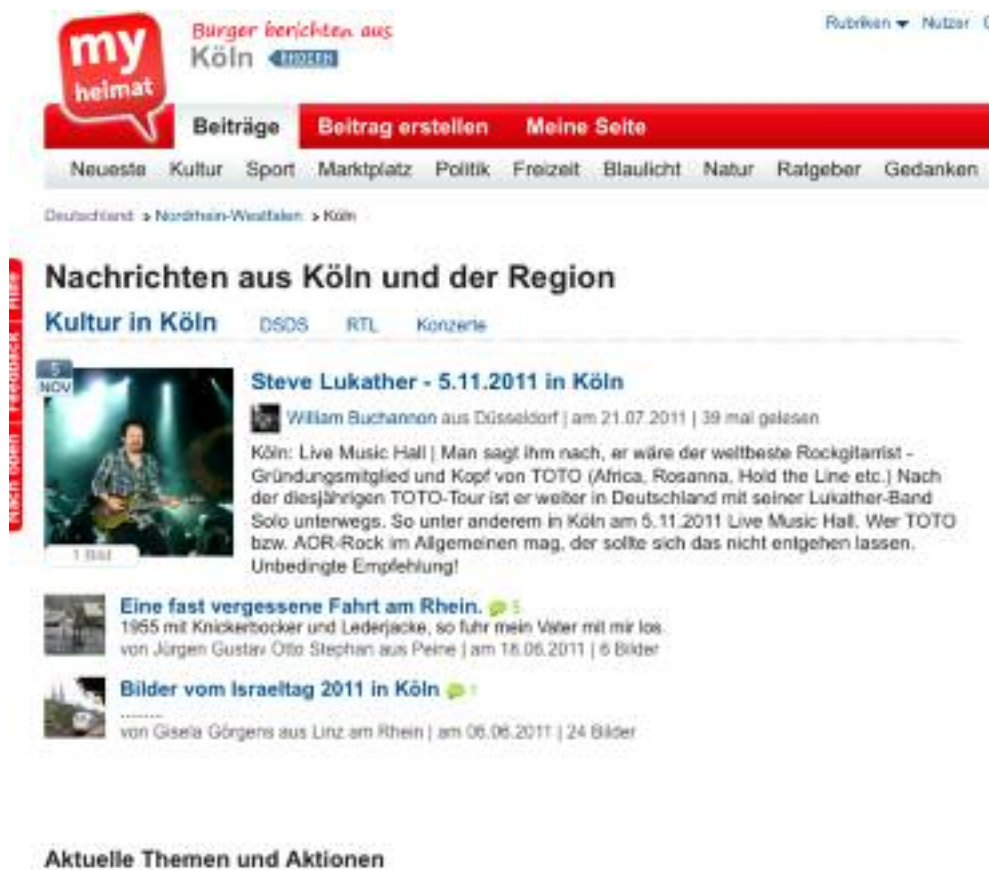 my
heimat
Bürger berichten aus
Köln ÄNDERN
Rubriken Nutzer
Beiträge Beitrag erstellen Meine Seite
Neueste Kultur Sport Marktplatz Politik Freizeit Blaulicht Natur Ratgeber Gedanken
Deutschland » Nordrhein-Westfalen » Köln
Nach oben | Feedback | Hilfe
Nachrichten aus Köln und der Region
Kultur in Köln DSDS RTL Konzerte
5
NOV
1 Bild
Steve Lukather - 5.11.2011 in Köln
William Buchannon aus Düsseldorf | am 21.07.2011 | 39 mal gelesen
Köln: Live Music Hall | Man sagt ihm nach, er wäre der weltbeste Rockgitarrist -
Gründungsmitglied und Kopf von TOTO (Africa, Rosanna, Hold the Line etc.) Nach
der diesjährigen TOTO-Tour ist er weiter in Deutschland mit seiner Lukather-Band
Solo unterwegs. So unter anderem in Köln am 5.11.2011 Live Music Hall. Wer TOTO
bzw. AOR-Rock im Allgemeinen mag, der sollte sich das nicht entgehen lassen.
Unbedingte Empfehlung!
Eine fast vergessene Fahrt am Rhein. 5
1955 mit Knickerbocker und Lederjacke, so fuhr mein Vater mit mir los.
von Jürgen Gustav Otto Stephan aus Peine | am 18.06.2011 | 6 Bilder
Bilder vom Israeltag 2011 in Köln 1
........
von Gisela Görgens aus Linz am Rhein | am 06.06.2011 | 24 Bilder
Aktuelle Themen und Aktionen